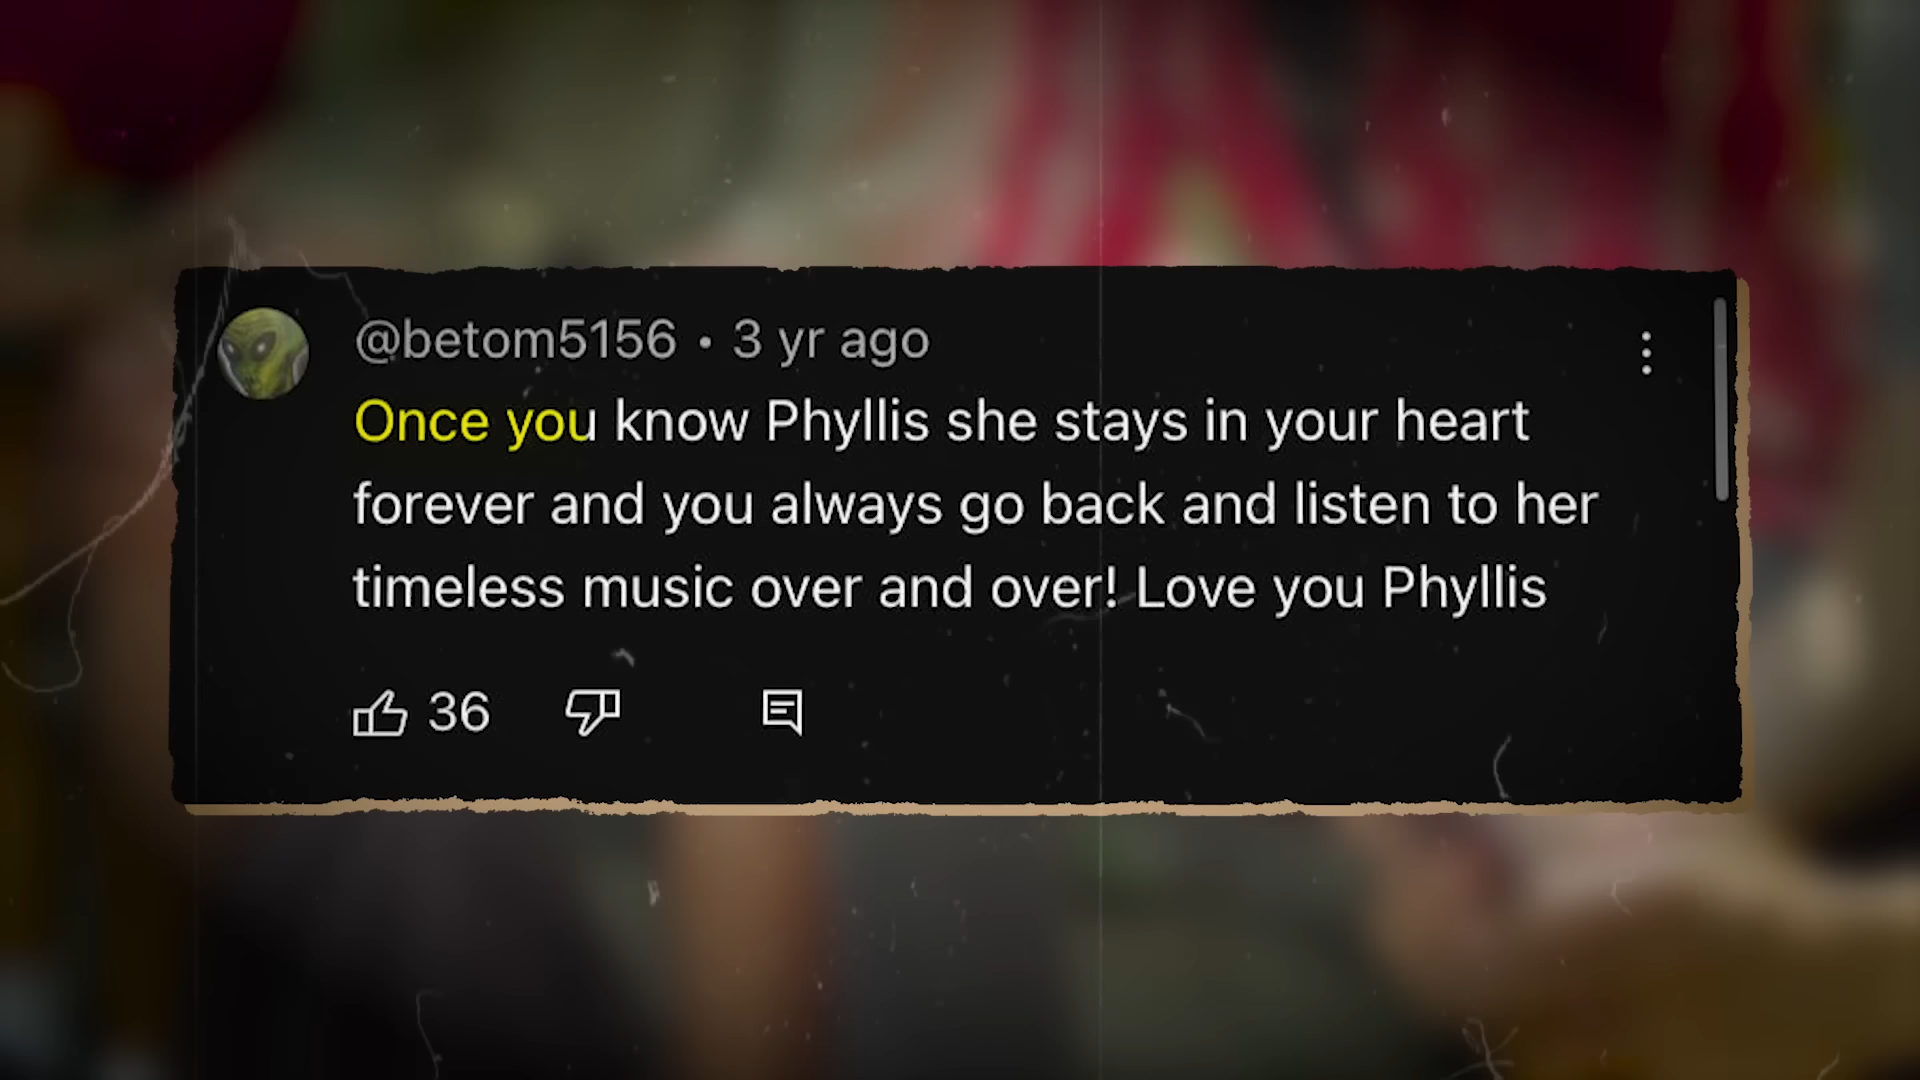 @betom5156 • 3 yr ago
Once you know Phyllis she stays in your heart
forever and you always go back and listen to her
timeless music over and over! Love you Phyllis
36